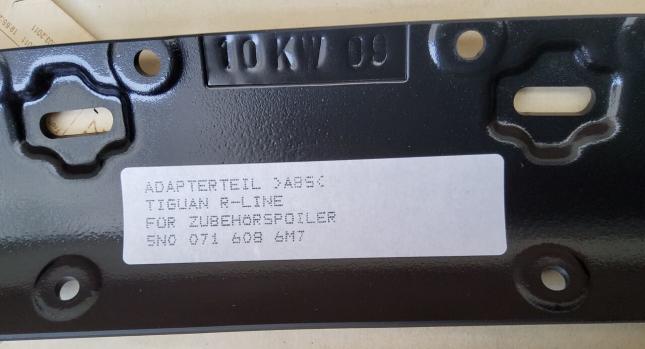 10 KW 09
ADAPTERTEIL >ABS<
TIGUAN R-LINE
FÜR ZUBEHÖRSPOILER
5N0 071 608 6M7